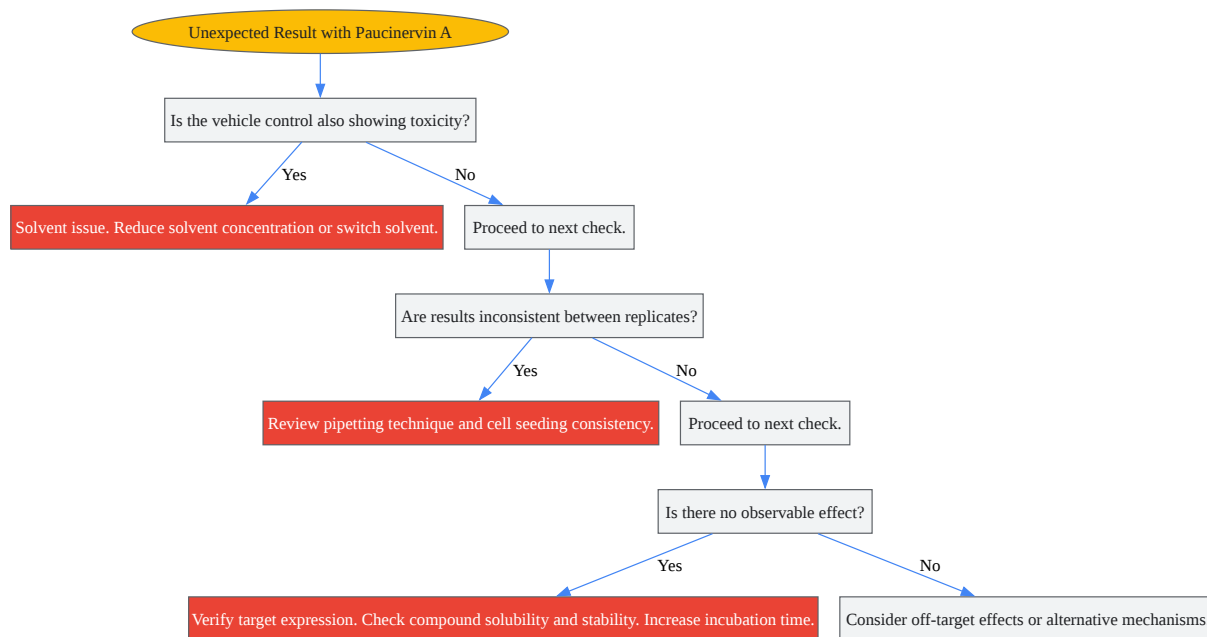 Unexpected Result with Paucinervin A
Is the vehicle control also showing toxicity?
Yes
No
Solvent issue. Reduce solvent concentration or switch solvent.
Proceed to next check.
Are results inconsistent between replicates?
Yes
No
Review pipetting technique and cell seeding consistency.
Proceed to next check.
Is there no observable effect?
Yes
No
Verify target expression. Check compound solubility and stability. Increase incubation time.
Consider off-target effects or alternative mechanisms